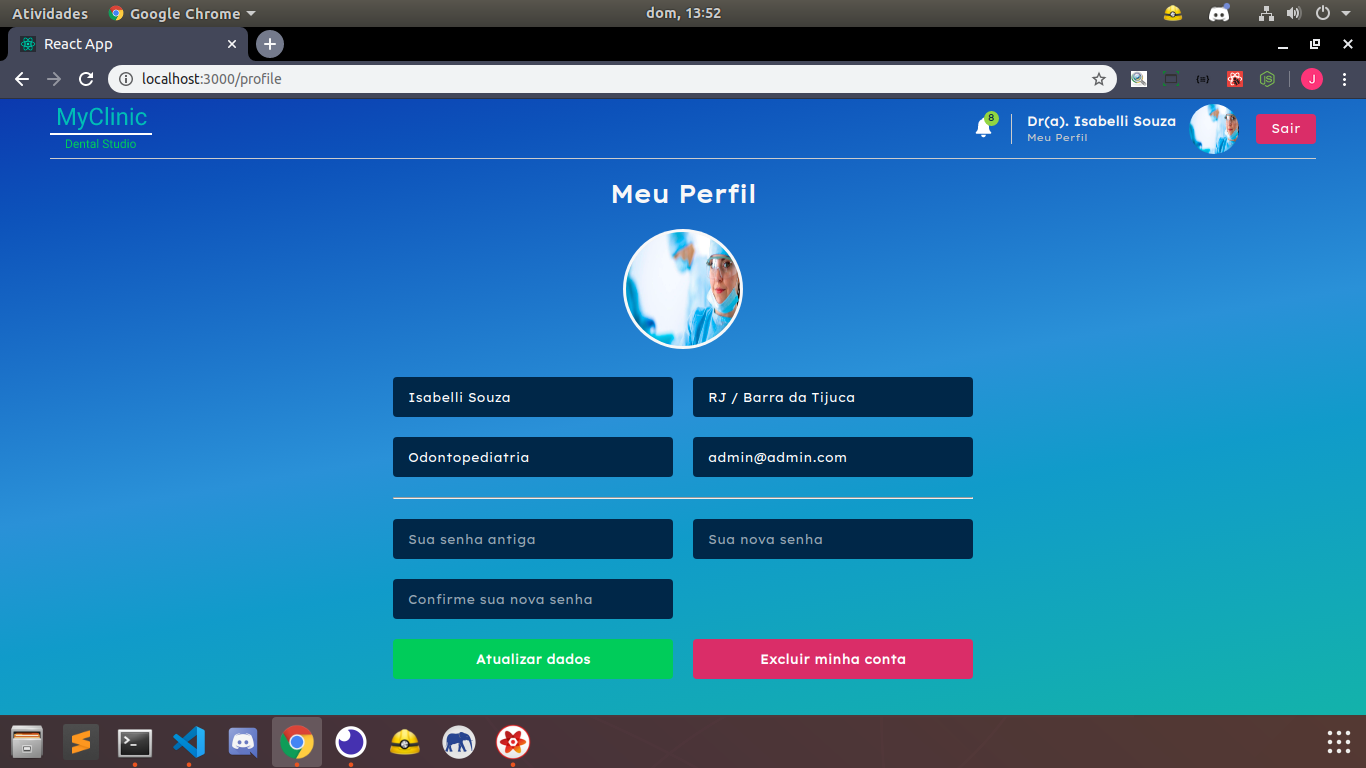 Atividades Google Chrome dom, 13:52
React App
localhost:3000/profile J
MyClinic
Dental Studio
8
Dr(a). Isabelli Souza
Meu Perfil
Sair
Meu Perfil
Isabelli Souza RJ / Barra da Tijuca
Odontopediatria admin@admin.com
Sua senha antiga Sua nova senha
Confirme sua nova senha
Atualizar dados Excluir minha conta